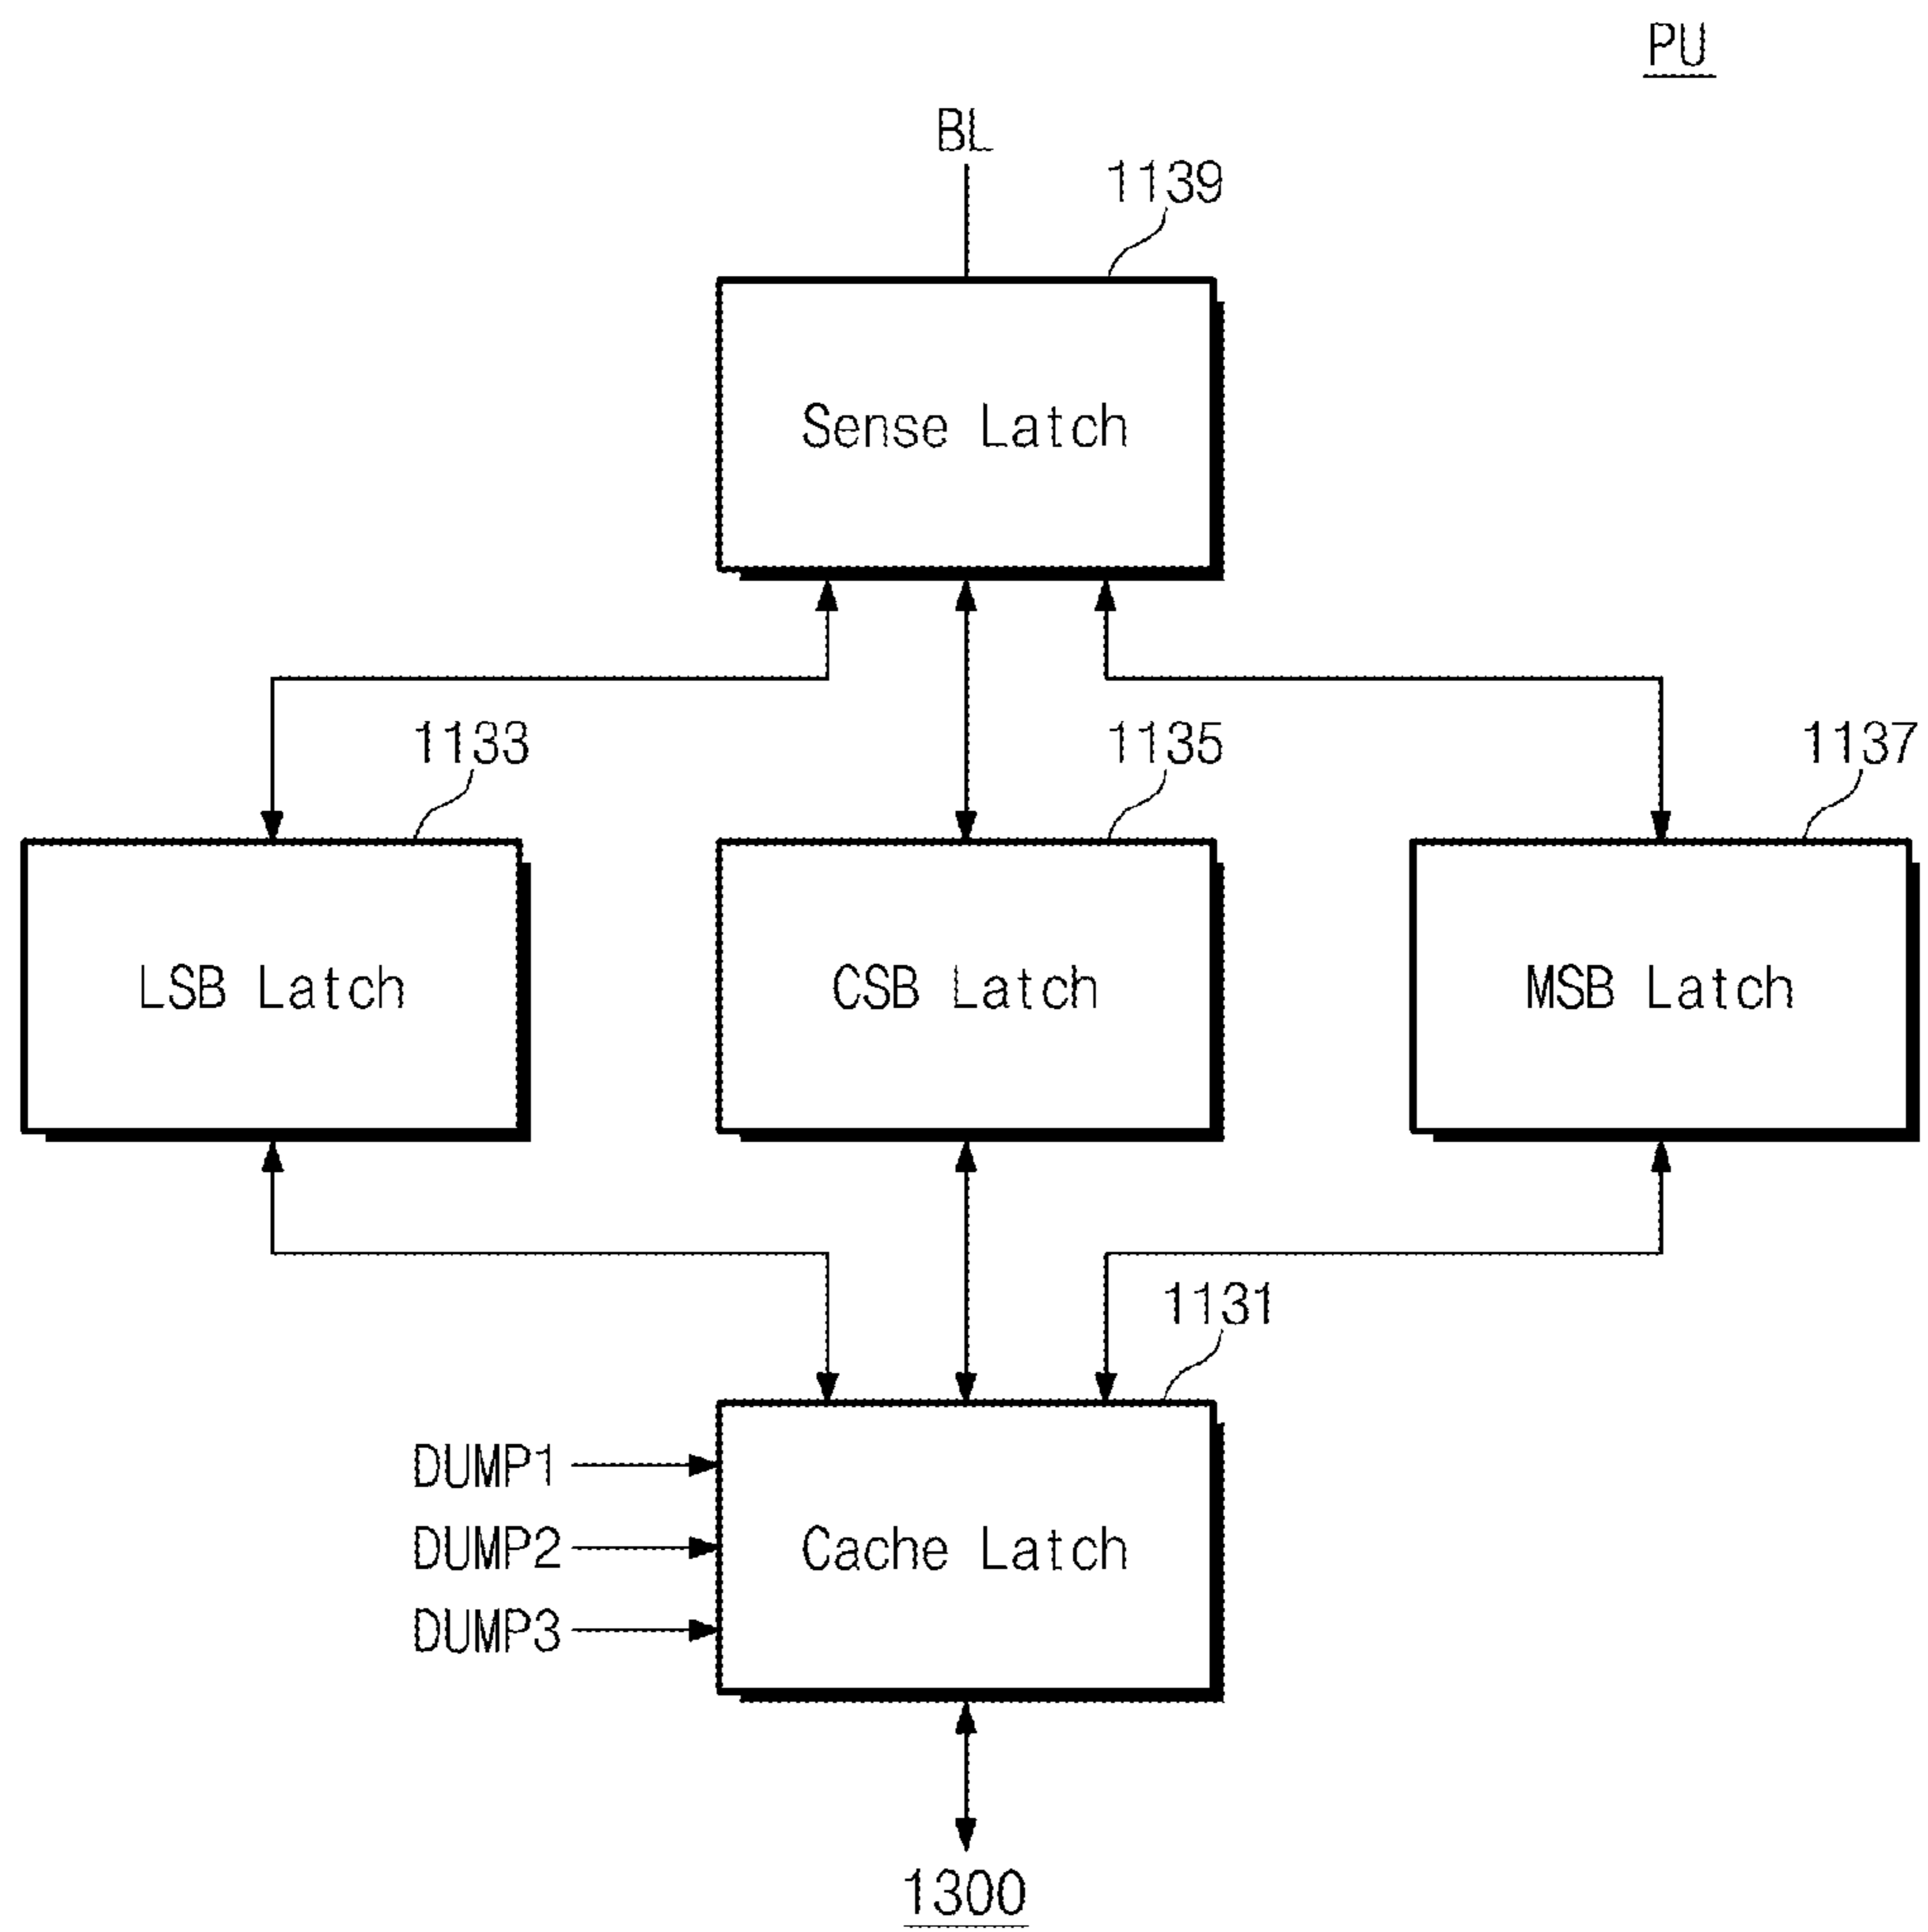 PU
BL
1139
Sense Latch
1133
1135
1137
LSB Latch
CSB Latch
MSB Latch
1131
DUMP1
DUMP2
DUMP3
Cache Latch
1300